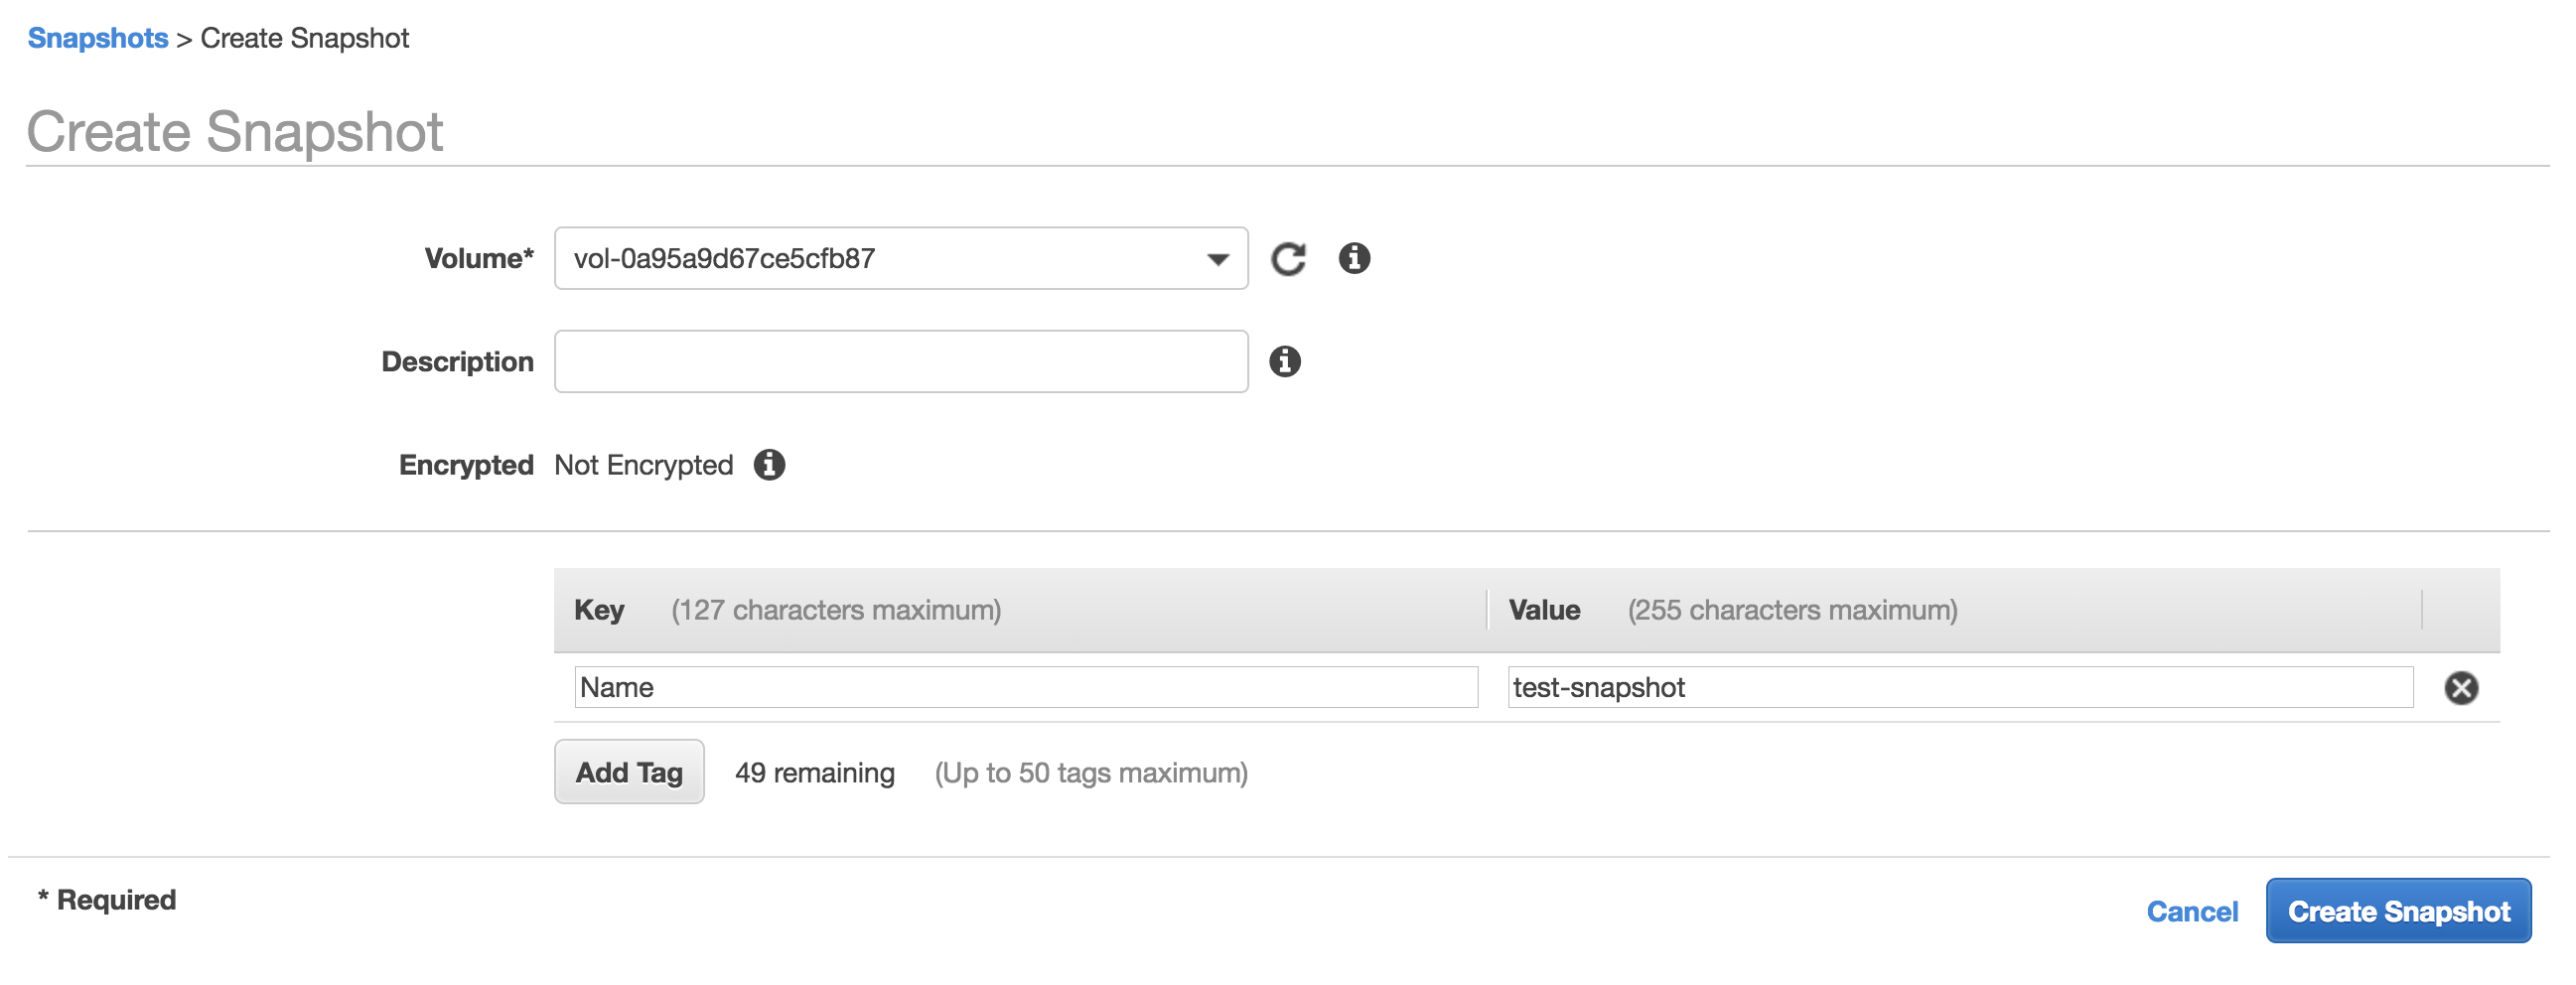 Snapshots > Create Snapshot
Create Snapshot
Volume* vol-0a95a9d67ce5cfb87
Description
Encrypted Not Encrypted
Key (127 characters maximum) Value (255 characters maximum)
Name test-snapshot
Add Tag 49 remaining (Up to 50 tags maximum)
* Required Cancel Create Snapshot